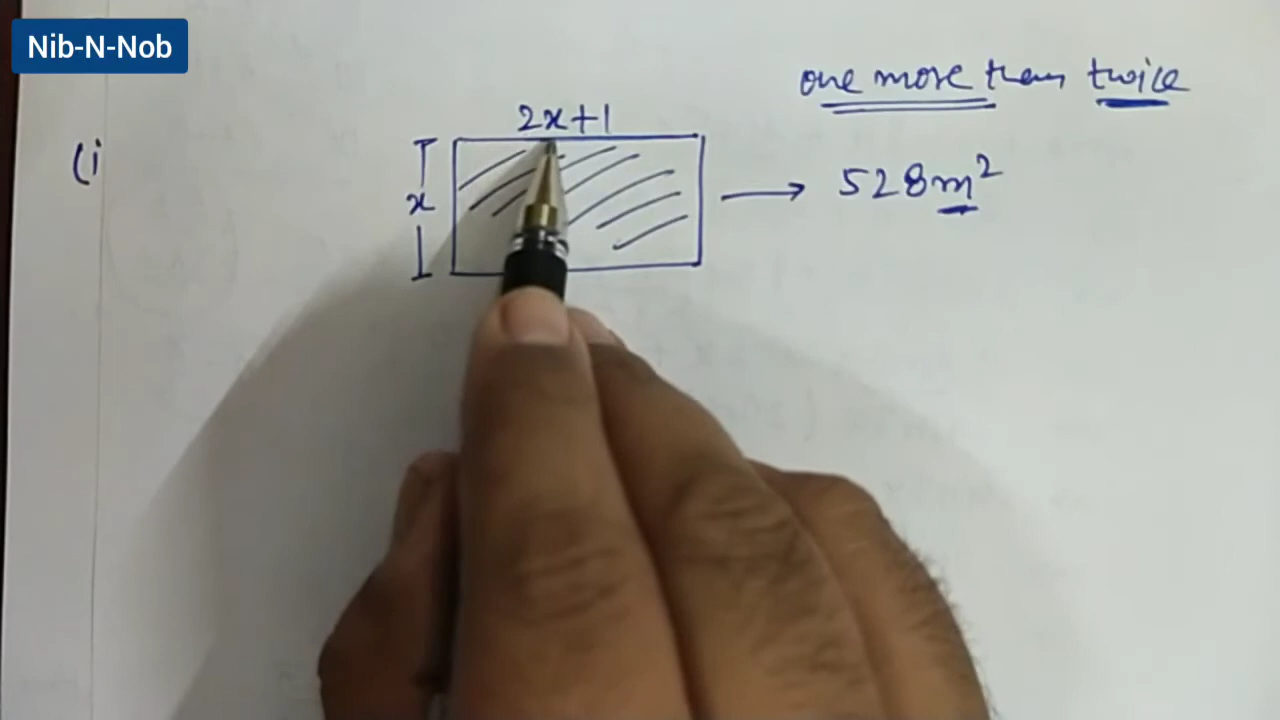 Nib-N-Nob
one more than twice
2x+1
(i
x
528m²